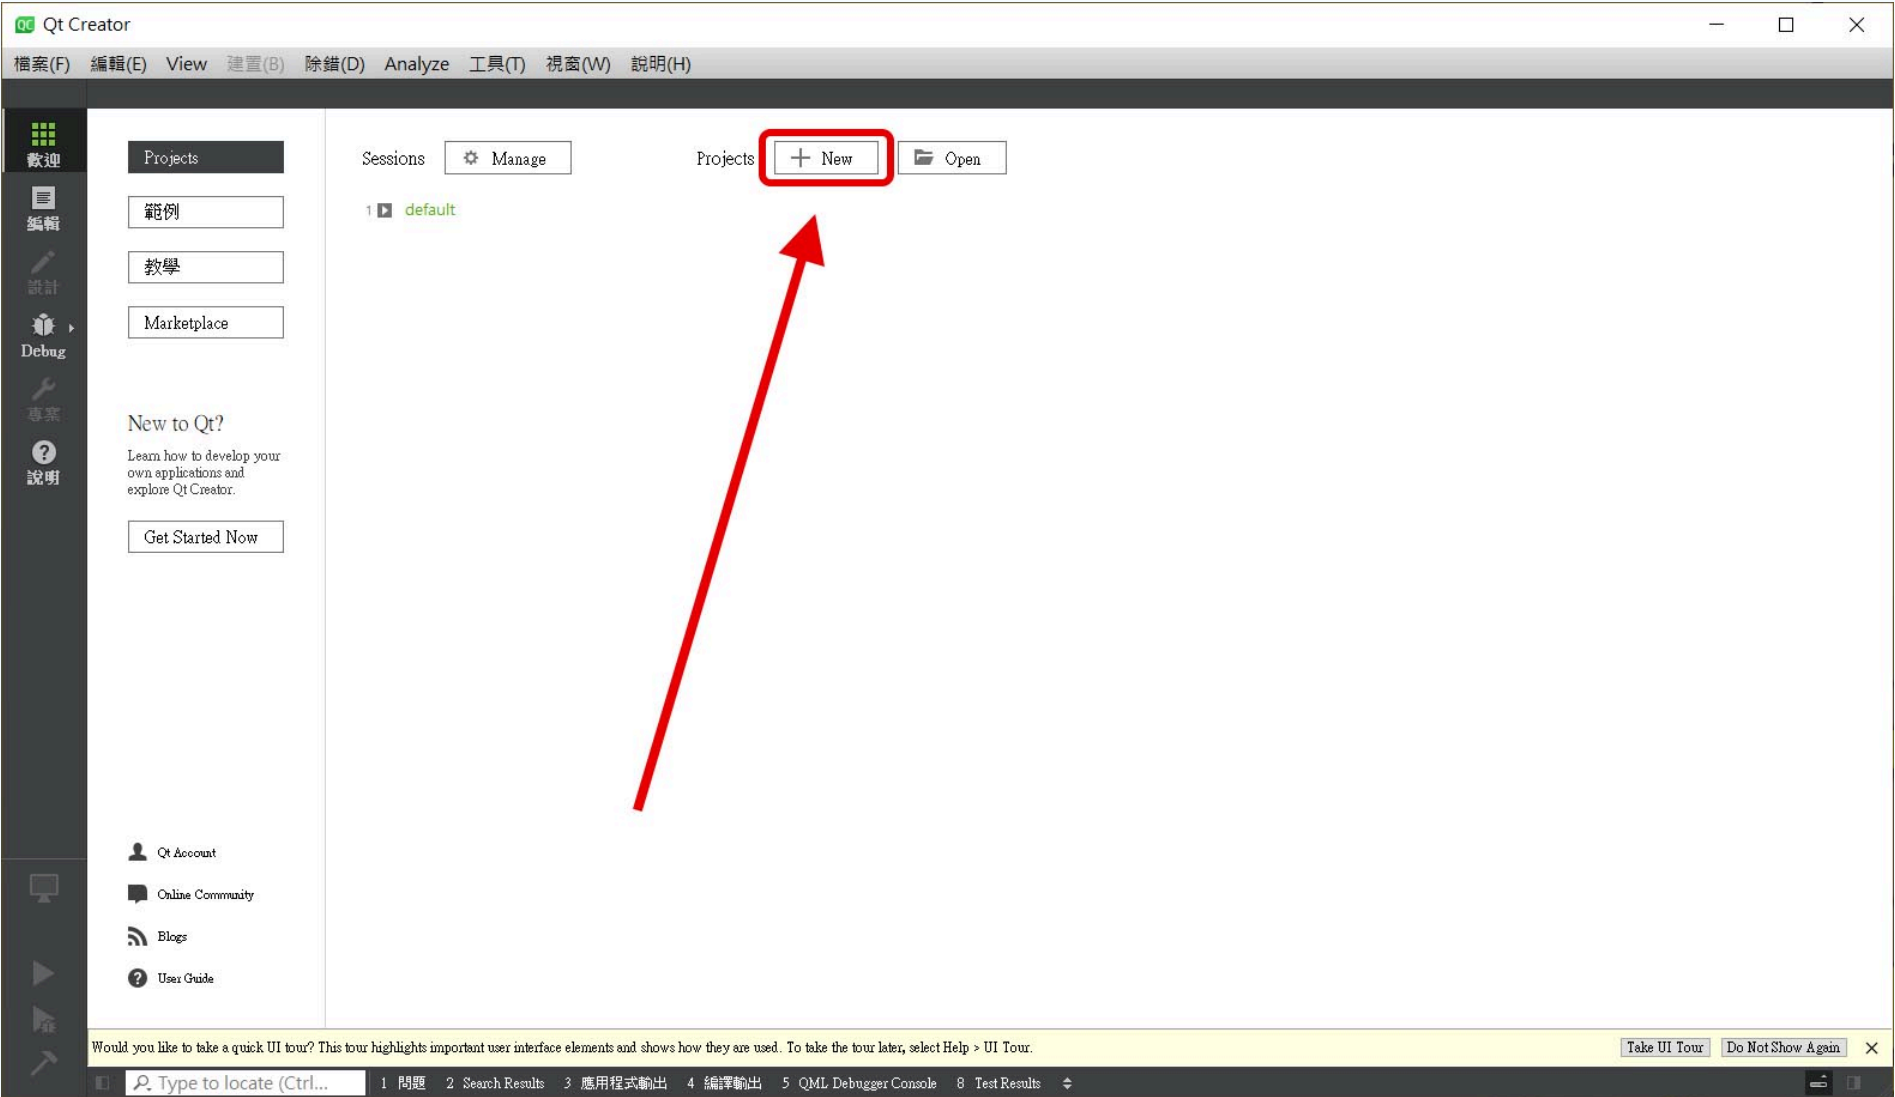 Qt Creator
檔案(F) 編輯(E) View 建置(B) 除錯(D) Analyze 工具(T) 視窗(W) 說明(H)
歡迎
編輯
設計
Debug
專案
說明
Projects
範例
教學
Marketplace
New to Qt?
Learn how to develop your
own applications and
explore Qt Creator.
Get Started Now
Qt Account
Online Community
Blogs
User Guide
Sessions Manage Projects New Open
1 default
Would you like to take a quick UI tour? This tour highlights important user interface elements and shows how they are used. To take the tour later, select Help > UI Tour. Take UI Tour Do Not Show Again
Type to locate (Ctrl... 1 問題 2 Search Results 3 應用程式輸出 4 編譯輸出 5 QML Debugger Console 8 Test Results